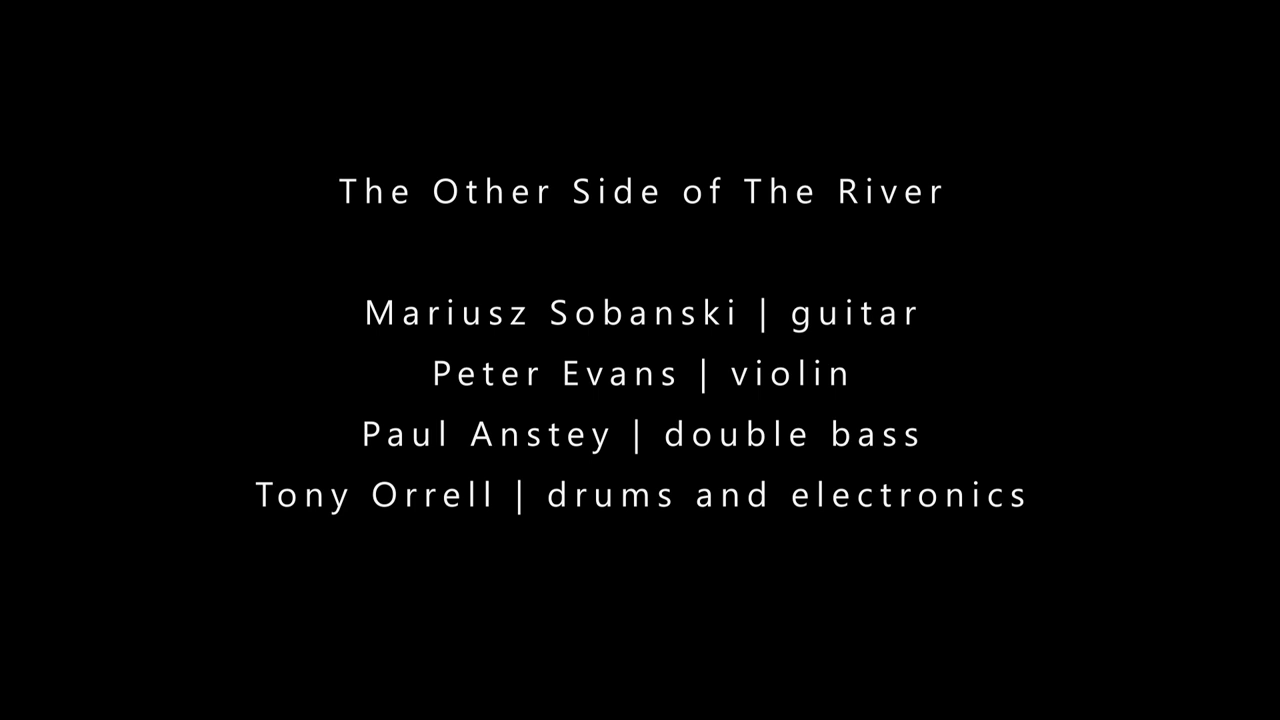 The Other Side of The River
Mariusz Sobanski | guitar
Peter Evans | violin
Paul Anstey | double bass
Tony Orrell | drums and electronics